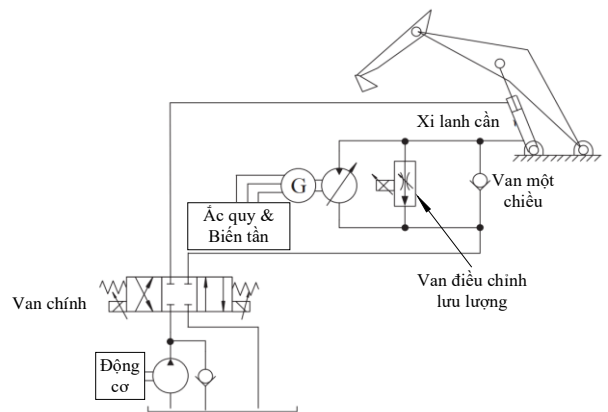 Xi lanh cần
G
Van một
chiều
Ắc quy &
Biến tần
Van điều chỉnh
lưu lượng
Van chính
Động
cơ